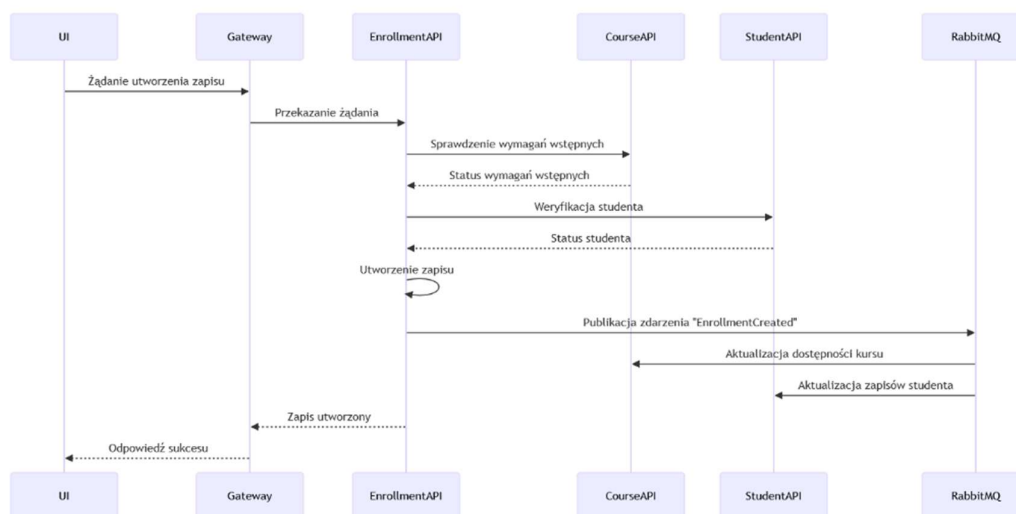 UI
Gateway
EnrollmentAPI
CourseAPI
StudentAPI
RabbitMQ
Żądanie utworzenia zapisu
Przekazanie żądania
Sprawdzenie wymagań wstępnych
Status wymagań wstępnych
Weryfikacja studenta
Status studenta
Utworzenie zapisu
Publikacja zdarzenia "EnrollmentCreated"
Aktualizacja dostępności kursu
Aktualizacja zapisów studenta
Zapis utworzony
Odpowiedź sukcesu
UI
Gateway
EnrollmentAPI
CourseAPI
StudentAPI
RabbitMQ